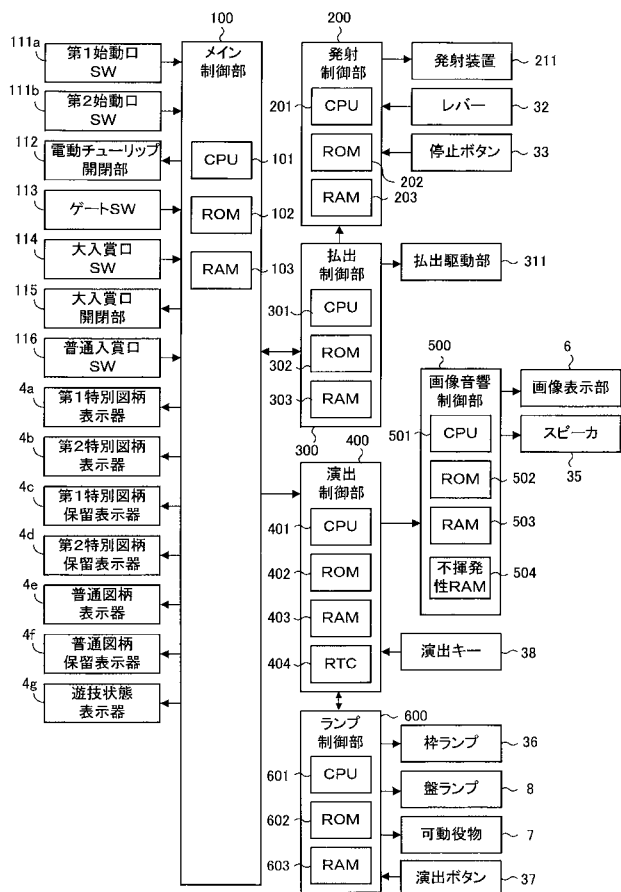 111a
第1始動口
SW
111b
第2始動口
SW
112
電動チューリップ
開閉部
113
ゲートSW
114
大入賞口
SW
115
大入賞口
開閉部
116
普通入賞口
SW
4a
第1特別図柄
表示器
4b
第2特別図柄
表示器
4c
第1特別図柄
保留表示器
4d
第2特別図柄
保留表示器
4e
普通図柄
表示器
4f
普通図柄
保留表示器
4g
遊技状態
表示器
100
メイン
制御部
CPU
101
ROM
102
RAM
103
200
発射
制御部
201
CPU
ROM
202
RAM
203
発射装置
211
レバー
32
停止ボタン
33
払出
制御部
301
CPU
302
ROM
303
RAM
300
払出駆動部
311
400
演出
制御部
401
CPU
402
ROM
403
RAM
404
RTC
500
画像音響
制御部
501
CPU
ROM
502
RAM
503
不揮発
性RAM
504
6
画像表示部
スピーカ
35
演出キー
38
600
ランプ
制御部
601
CPU
602
ROM
603
RAM
枠ランプ
36
盤ランプ
8
可動役物
7
演出ボタン
37